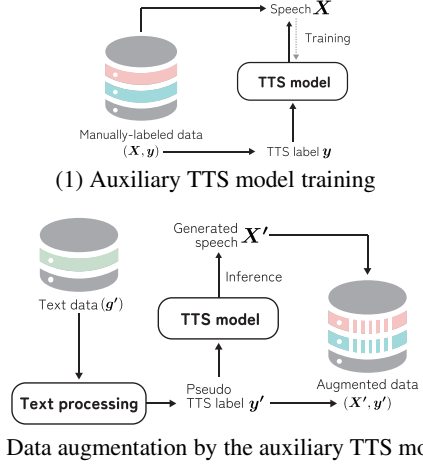 Speech X
Training
TTS model
Manually-labeled data
(X, y)
TTS label y
(1) Auxiliary TTS model training
Generated
speech X'
Inference
Text data (g')
TTS model
Text processing
Pseudo
TTS label y'
Augmented data
(X', y')
Data augmentation by the auxiliary TTS